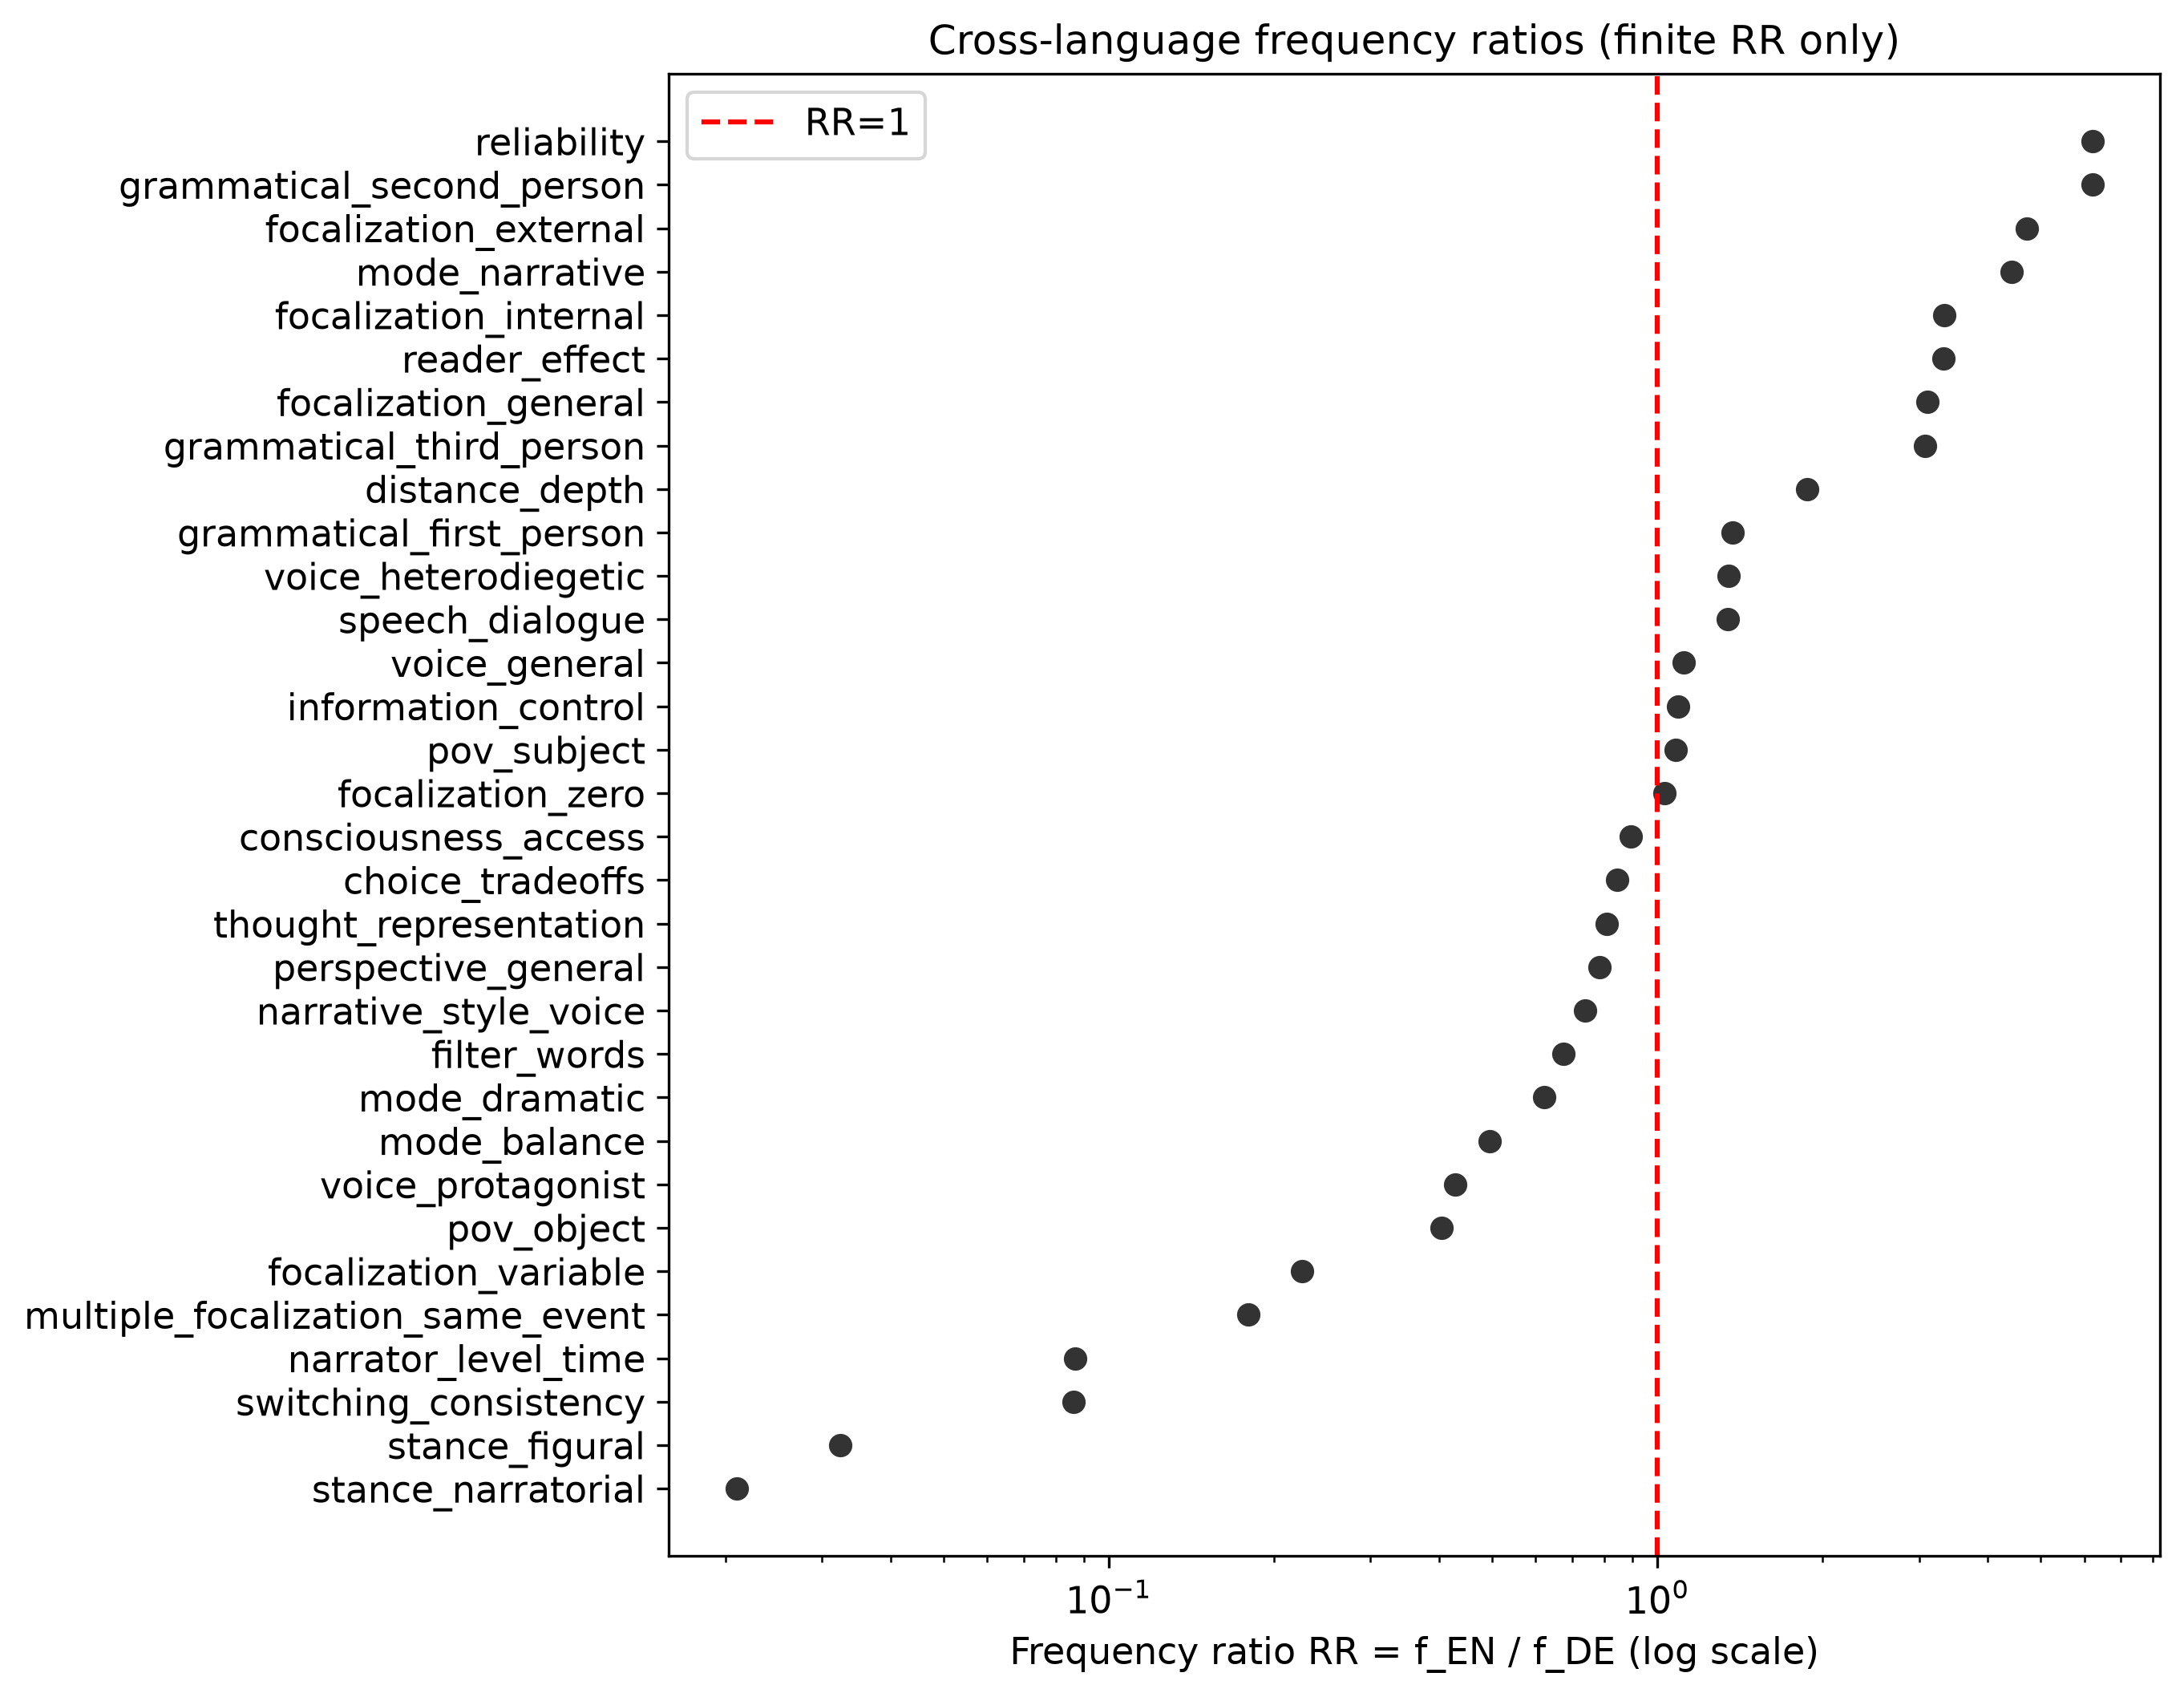 Cross-language frequency ratios (finite RR only)
RR=1
reliability
grammatical_second_person
focalization_external
mode_narrative
focalization_internal
reader_effect
focalization_general
grammatical_third_person
distance_depth
grammatical_first_person
voice_heterodiegetic
speech_dialogue
voice_general
information_control
pov_subject
focalization_zero
consciousness_access
choice_tradeoffs
thought_representation
perspective_general
narrative_style_voice
filter_words
mode_dramatic
mode_balance
voice_protagonist
pov_object
focalization_variable
multiple_focalization_same_event
narrator_level_time
switching_consistency
stance_figural
stance_narratorial
10⁻¹ 10⁰
Frequency ratio RR = f_EN / f_DE (log scale)